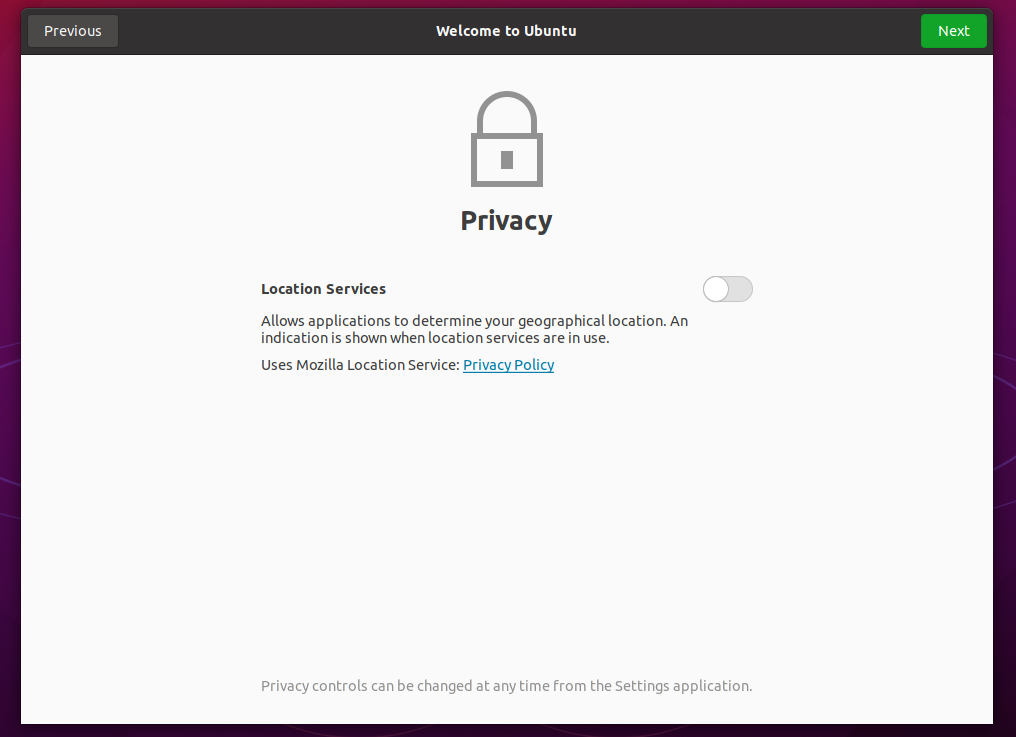 Previous
Welcome to Ubuntu
Next
Privacy
Location Services
Allows applications to determine your geographical location. An
indication is shown when location services are in use.
Uses Mozilla Location Service: Privacy Policy
Privacy controls can be changed at any time from the Settings application.